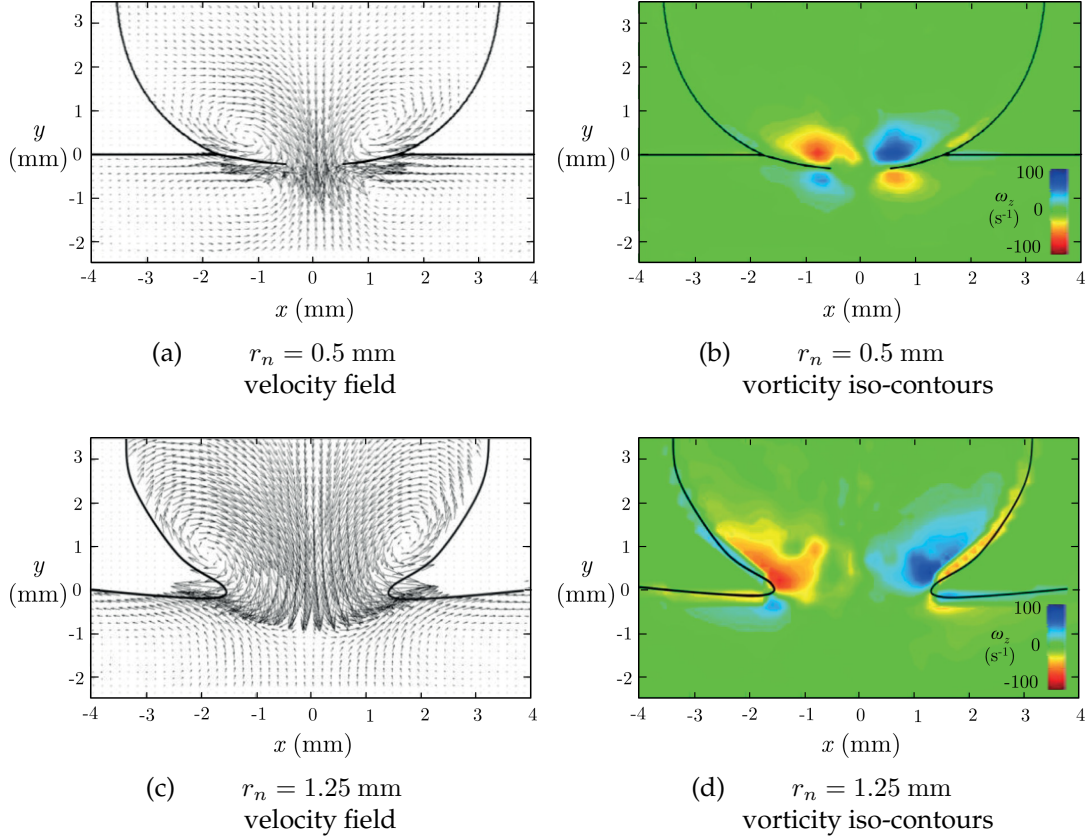 3
2
1
0
-1
-2
y
(mm)
-4 -3 -2 -1 0 1 2 3 4
x (mm)
(a) r_n = 0.5 mm
velocity field
3
2
1
0
-1
-2
y
(mm)
100
ω_z 0
(s⁻¹)
-100
-4 -3 -2 -1 0 1 2 3 4
x (mm)
(b) r_n = 0.5 mm
vorticity iso-contours
3
2
1
0
-1
-2
y
(mm)
-4 -3 -2 -1 0 1 2 3 4
x (mm)
(c) r_n = 1.25 mm
velocity field
3
2
1
0
-1
-2
y
(mm)
100
ω_z 0
(s⁻¹)
-100
-4 -3 -2 -1 0 1 2 3 4
x (mm)
(d) r_n = 1.25 mm
vorticity iso-contours